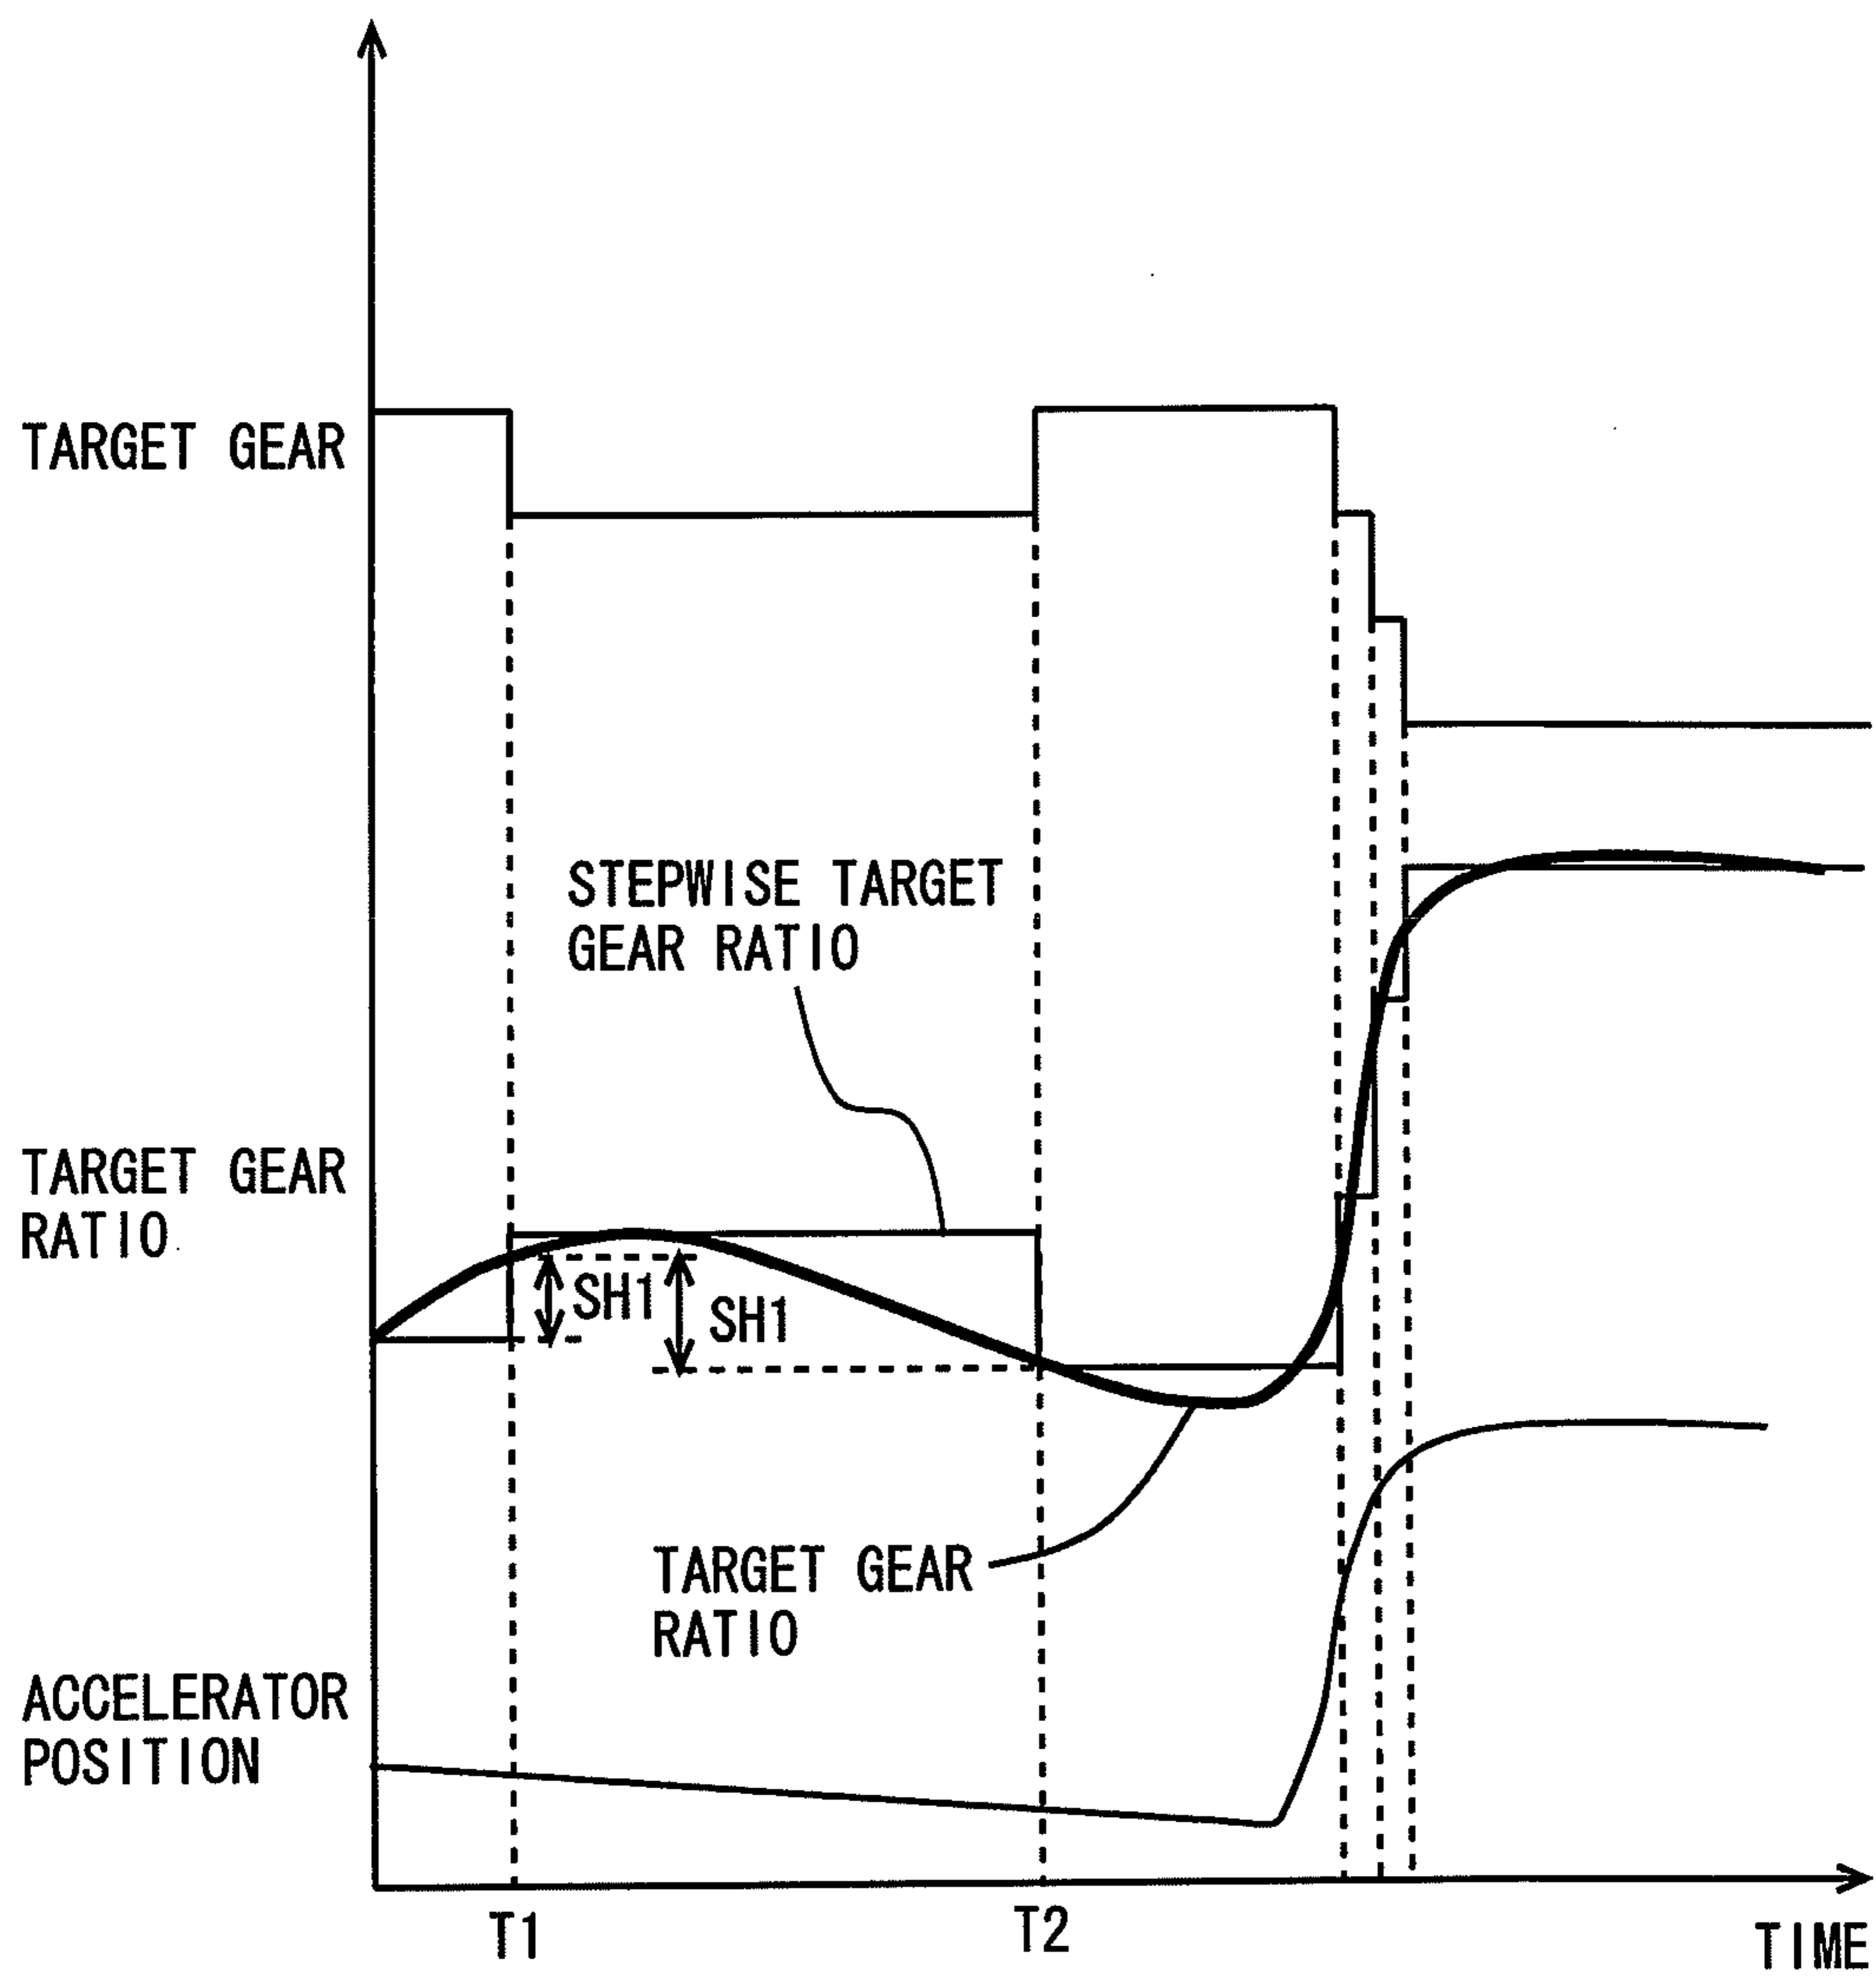 TARGET GEAR
STEPWISE TARGET
GEAR RATIO
TARGET GEAR
RATIO
SH1
SH1
TARGET GEAR
RATIO
ACCELERATOR
POSITION
T1
T2
TIME